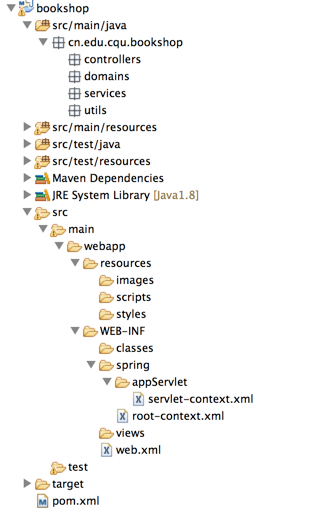 bookshop
src/main/java
cn.edu.cqu.bookshop
controllers
domains
services
utils
src/main/resources
src/test/java
src/test/resources
Maven Dependencies
JRE System Library [Java1.8]
src
main
webapp
resources
images
scripts
styles
WEB-INF
classes
spring
appServlet
servlet-context.xml
root-context.xml
views
web.xml
test
target
pom.xml